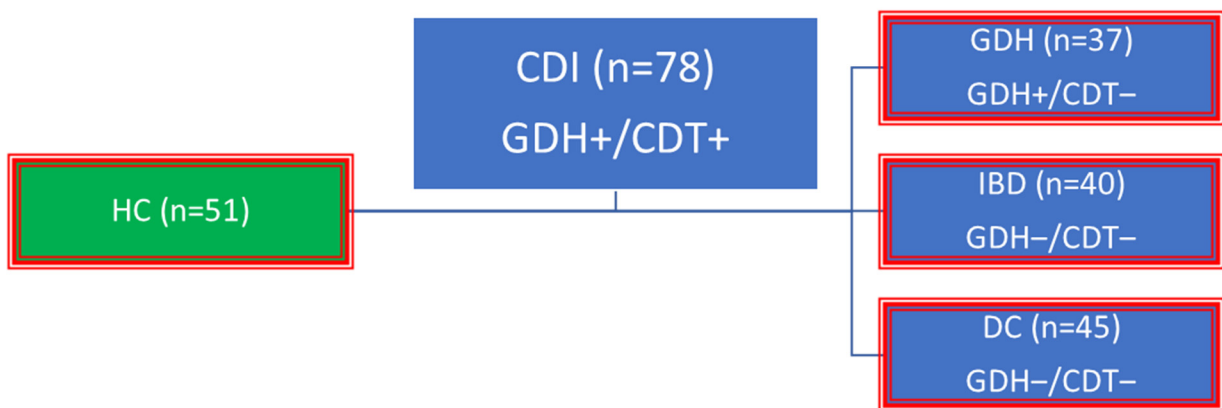 HC (n=51)
CDI (n=78)
GDH+/CDT+
GDH (n=37)
GDH+/CDT–
IBD (n=40)
GDH–/CDT–
DC (n=45)
GDH–/CDT–